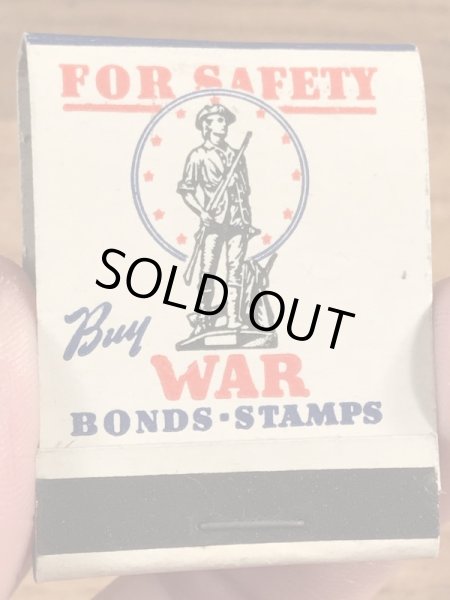 FOR SAFETY
SOLD OUT
Buy
WAR
BONDS-STAMPS